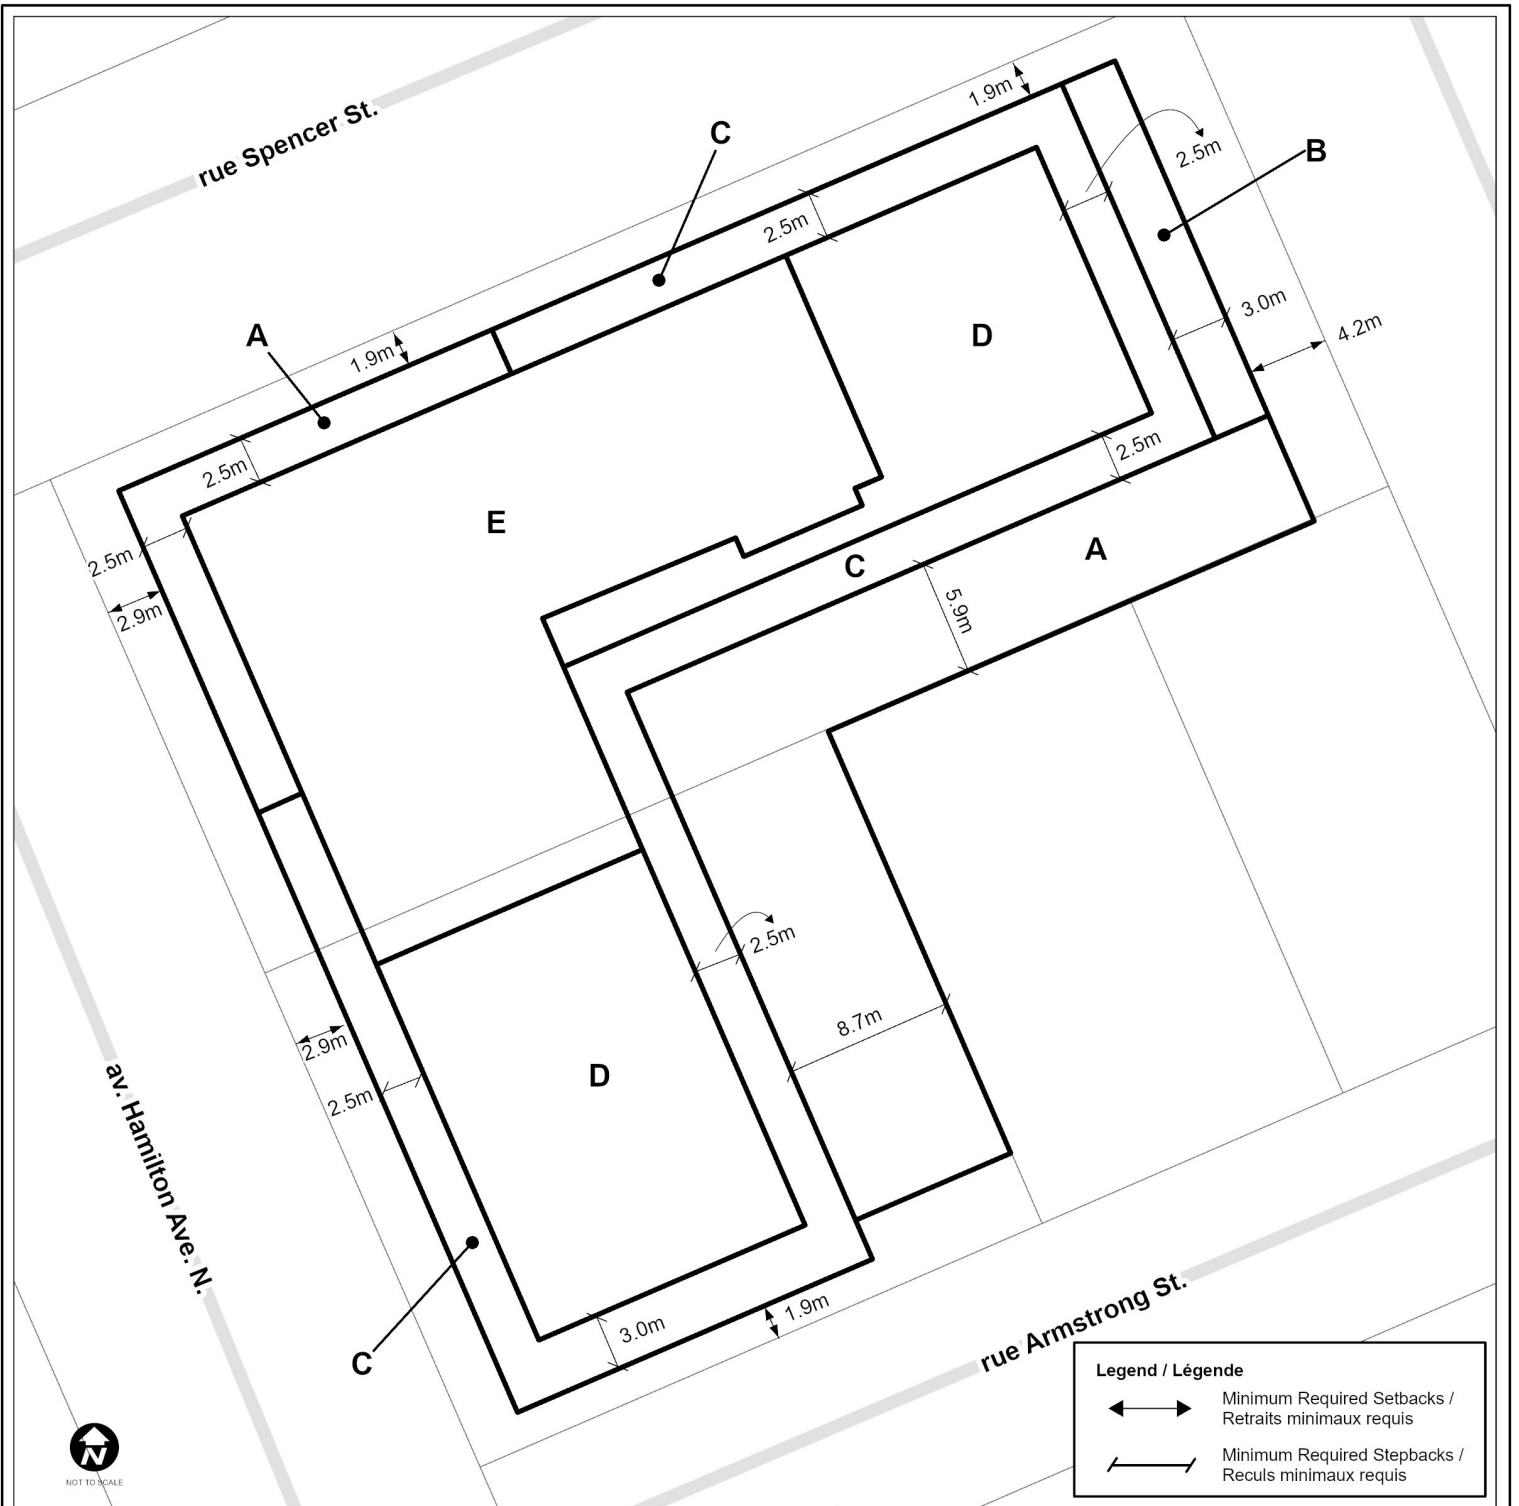 rue Spencer St.
1.9m
C
2.5m
B
2.5m
A
1.9m
2.5m
D
3.0m
4.2m
2.5m
E
2.5m
2.5m
2.9m
C
A
5.9m
2.5m
8.7m
2.9m
2.5m
D
av. Hamilton Ave. N.
C
3.0m
1.9m
rue Armstrong St.
Legend / Légende
Minimum Required Setbacks /
Retraits minimaux requis
Minimum Required Stepbacks /
Reculs minimaux requis
N
NOT TO SCALE